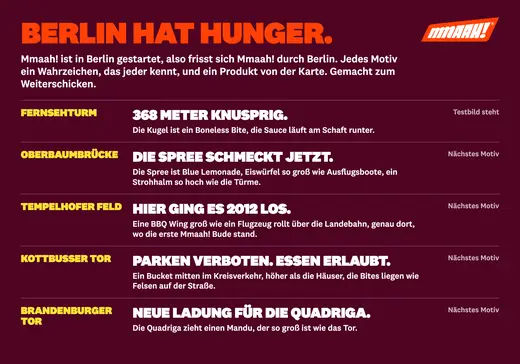 BERLIN HAT HUNGER.
mmaah!
Mmaah! ist in Berlin gestartet, also frisst sich Mmaah! durch Berlin. Jedes Motiv
ein Wahrzeichen, das jeder kennt, und ein Produkt von der Karte. Gemacht zum
Weiterschicken.
FERNSEHTURM
368 METER KNUSPRIG.
Testbild steht
Die Kugel ist ein Boneless Bite, die Sauce läuft am Schaft runter.
OBERBAUMBRÜCKE
DIE SPREE SCHMECKT JETZT.
Nächstes Motiv
Die Spree ist Blue Lemonade, Eiswürfel so groß wie Ausflugsboote, ein
Strohhalm so hoch wie die Türme.
TEMPELHOFER FELD
HIER GING ES 2012 LOS.
Nächstes Motiv
Eine BBQ Wing groß wie ein Flugzeug rollt über die Landebahn, genau dort,
wo die erste Mmaah! Bude stand.
KOTTBUSSER TOR
PARKEN VERBOTEN. ESSEN ERLAUBT.
Nächstes Motiv
Ein Bucket mitten im Kreisverkehr, höher als die Häuser, die Bites liegen wie
Felsen auf der Straße.
BRANDENBURGER
TOR
NEUE LADUNG FÜR DIE QUADRIGA.
Nächstes Motiv
Die Quadriga zieht einen Mandu, der so groß ist wie das Tor.